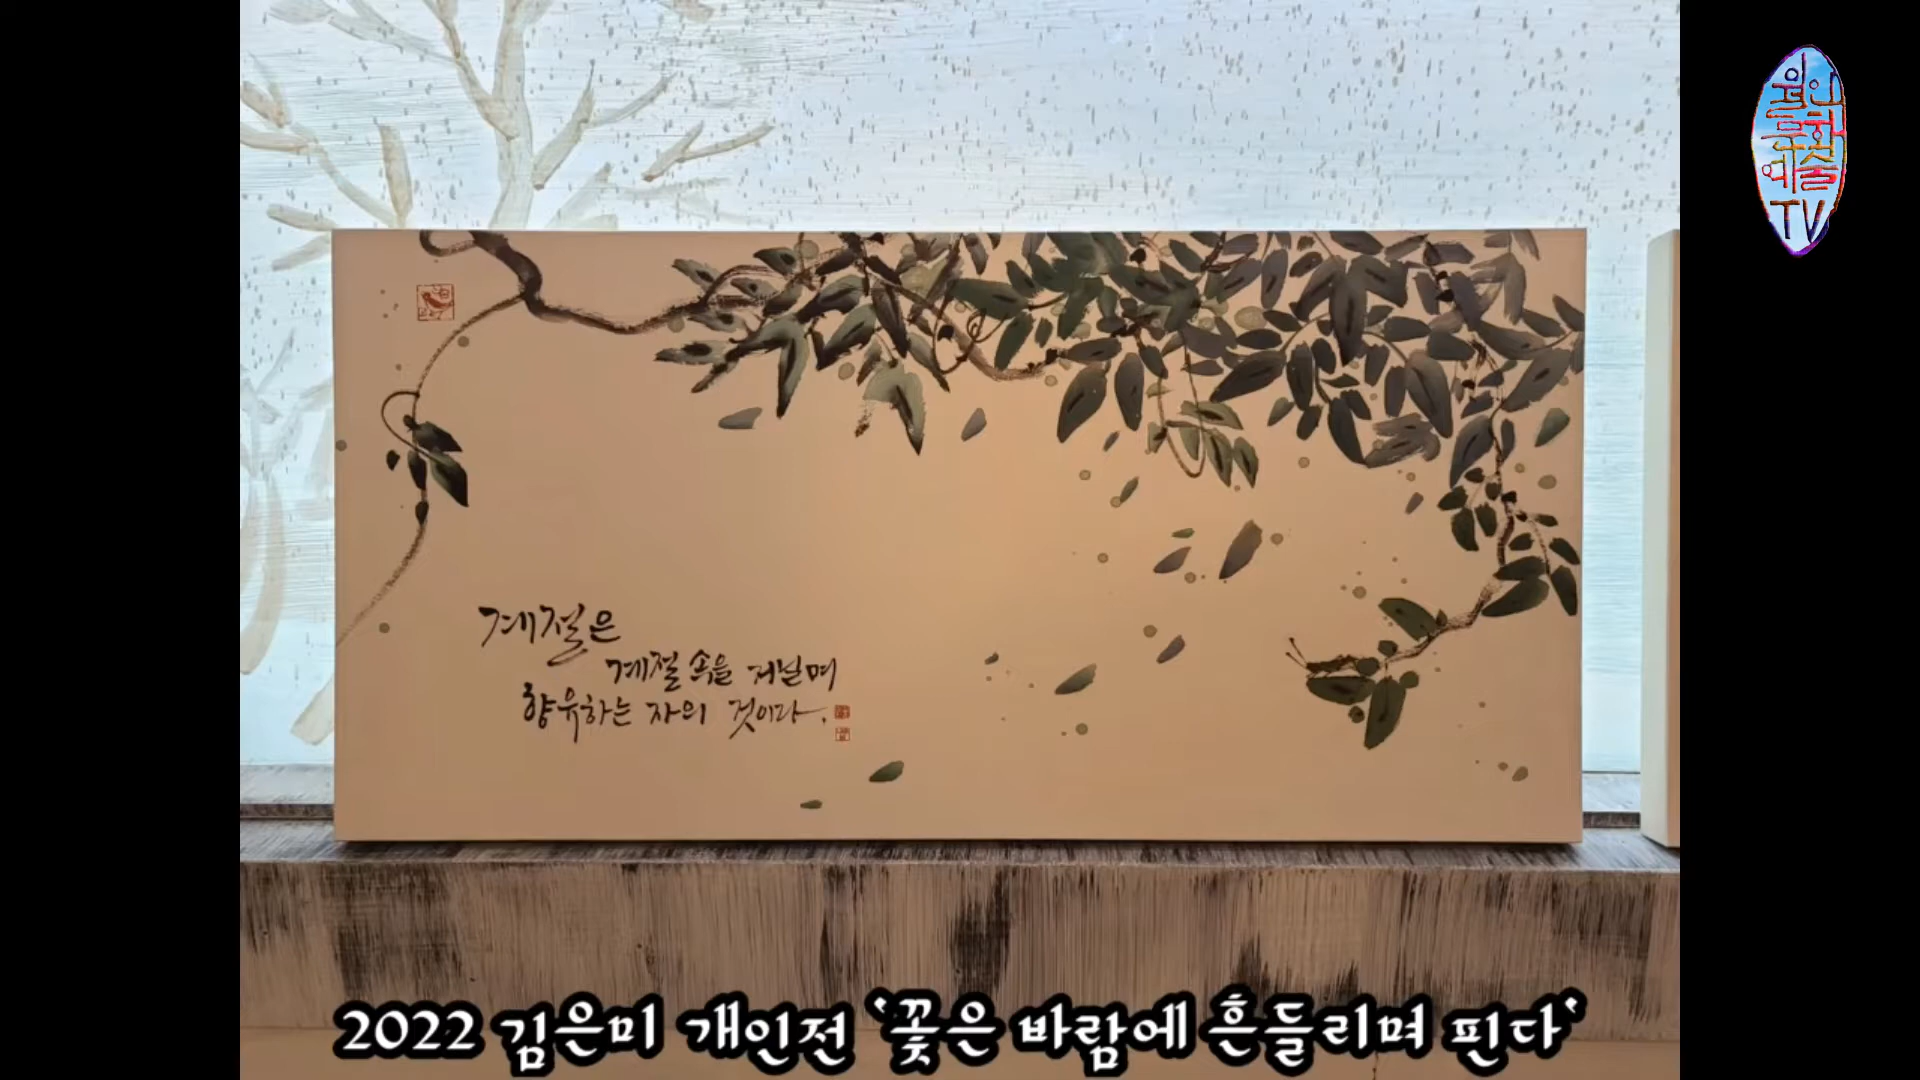 계절은
계절 속을 거닐며
향유하는 자의 것이다.
2022 김은미 개인전 '꽃은 바람에 흔들리며 핀다'
TV